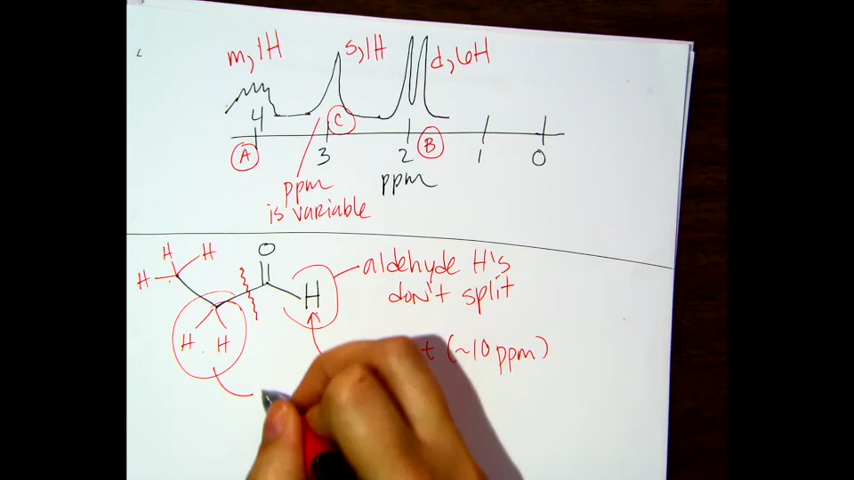 m, 1H
s, 1H
d, 6H
4
C
A
3
2
B
1
0
ppm
is variable
ppm
O
H
H
H
H
H H
aldehyde H's
don't split
t (~10 ppm)